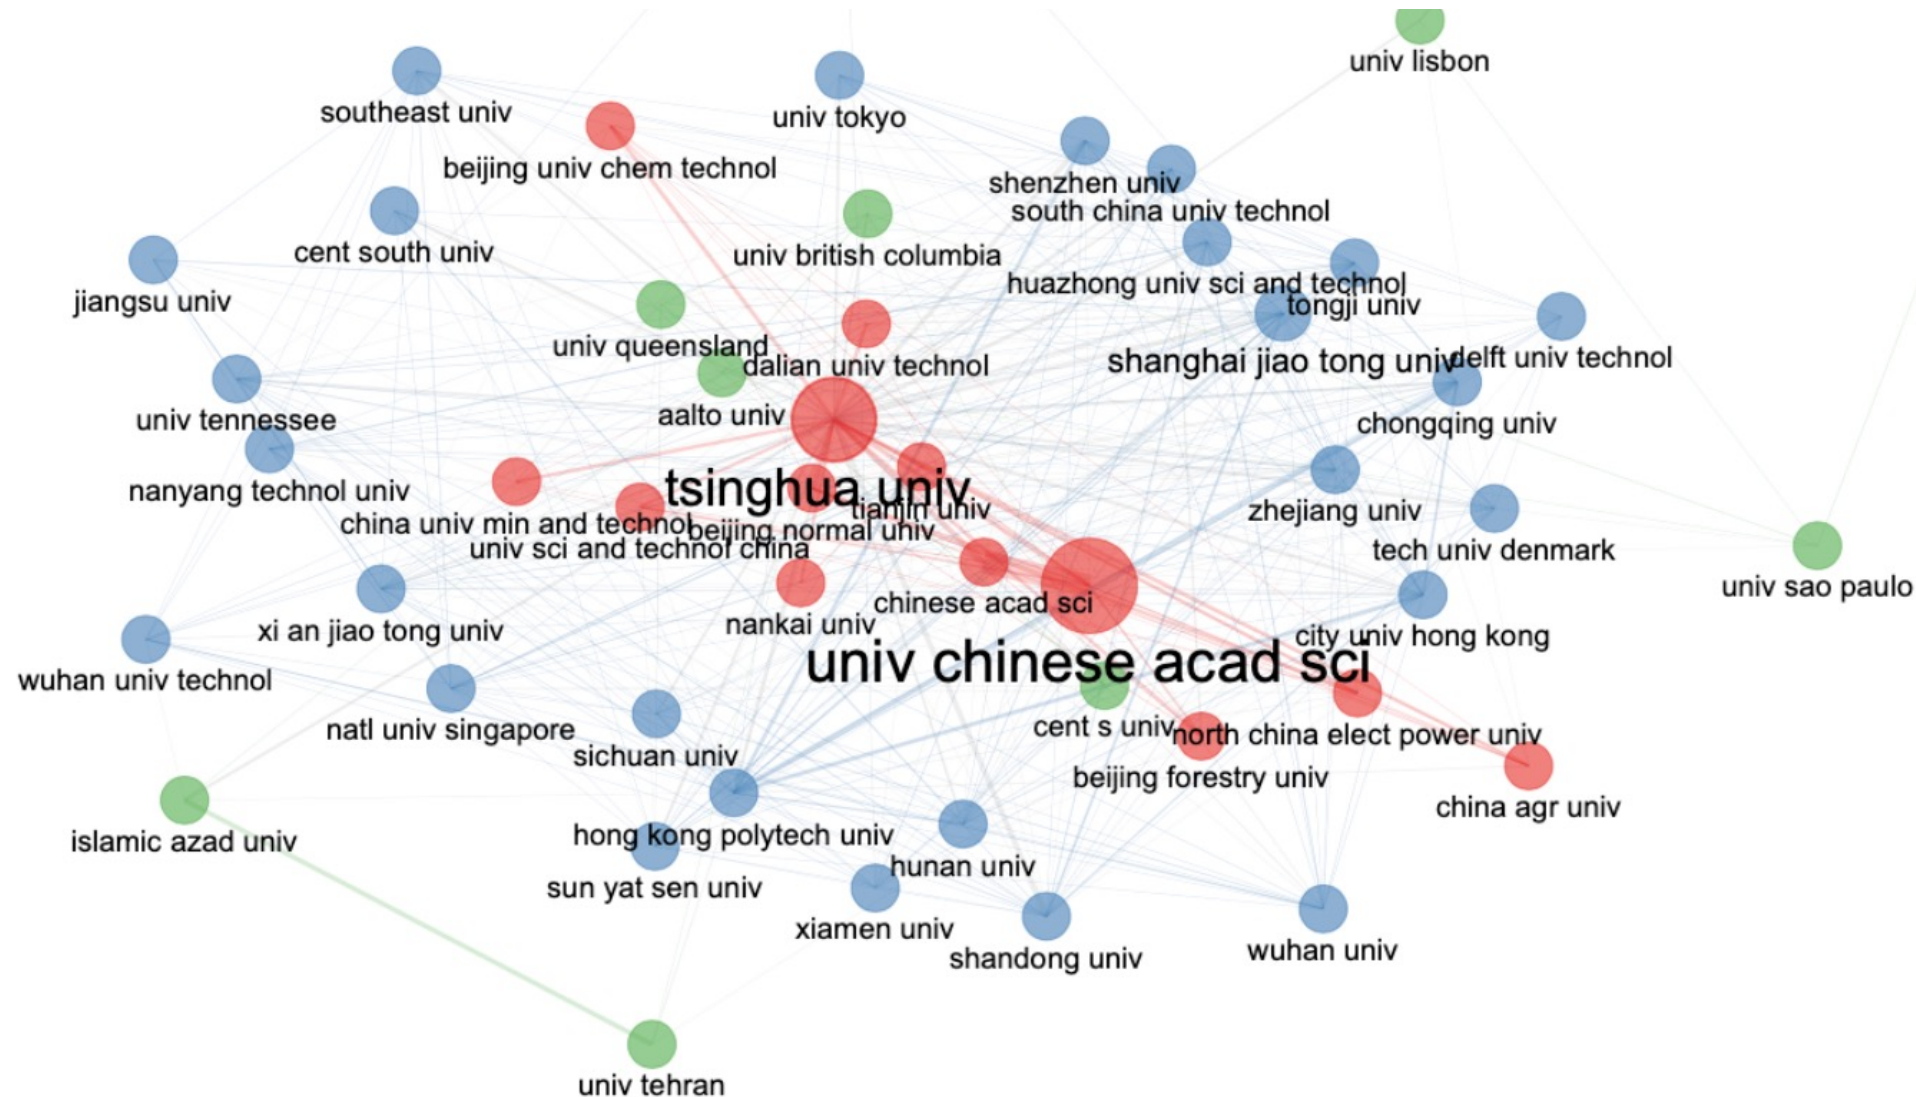 univ lisbon
southeast univ
univ tokyo
beijing univ chem technol
shenzhen univ
south china univ technol
cent south univ
univ british columbia
huazhong univ sci and technol
jiangsu univ
tongji univ
univ queensland
dalian univ technol
shanghai jiao tong univ
delft univ technol
aalto univ
univ tennessee
chongqing univ
tsinghua univ
nanyang technol univ
tianjin univ
zhejiang univ
china univ min and technol
beijing normal univ
univ sci and technol china
tech univ denmark
univ sao paulo
chinese acad sci
nankai univ
xi an jiao tong univ
city univ hong kong
univ chinese acad sci
wuhan univ technol
natl univ singapore
cent s univ
north china elect power univ
sichuan univ
beijing forestry univ
china agr univ
islamic azad univ
hong kong polytech univ
hunan univ
sun yat sen univ
xiamen univ
shandong univ
wuhan univ
univ tehran